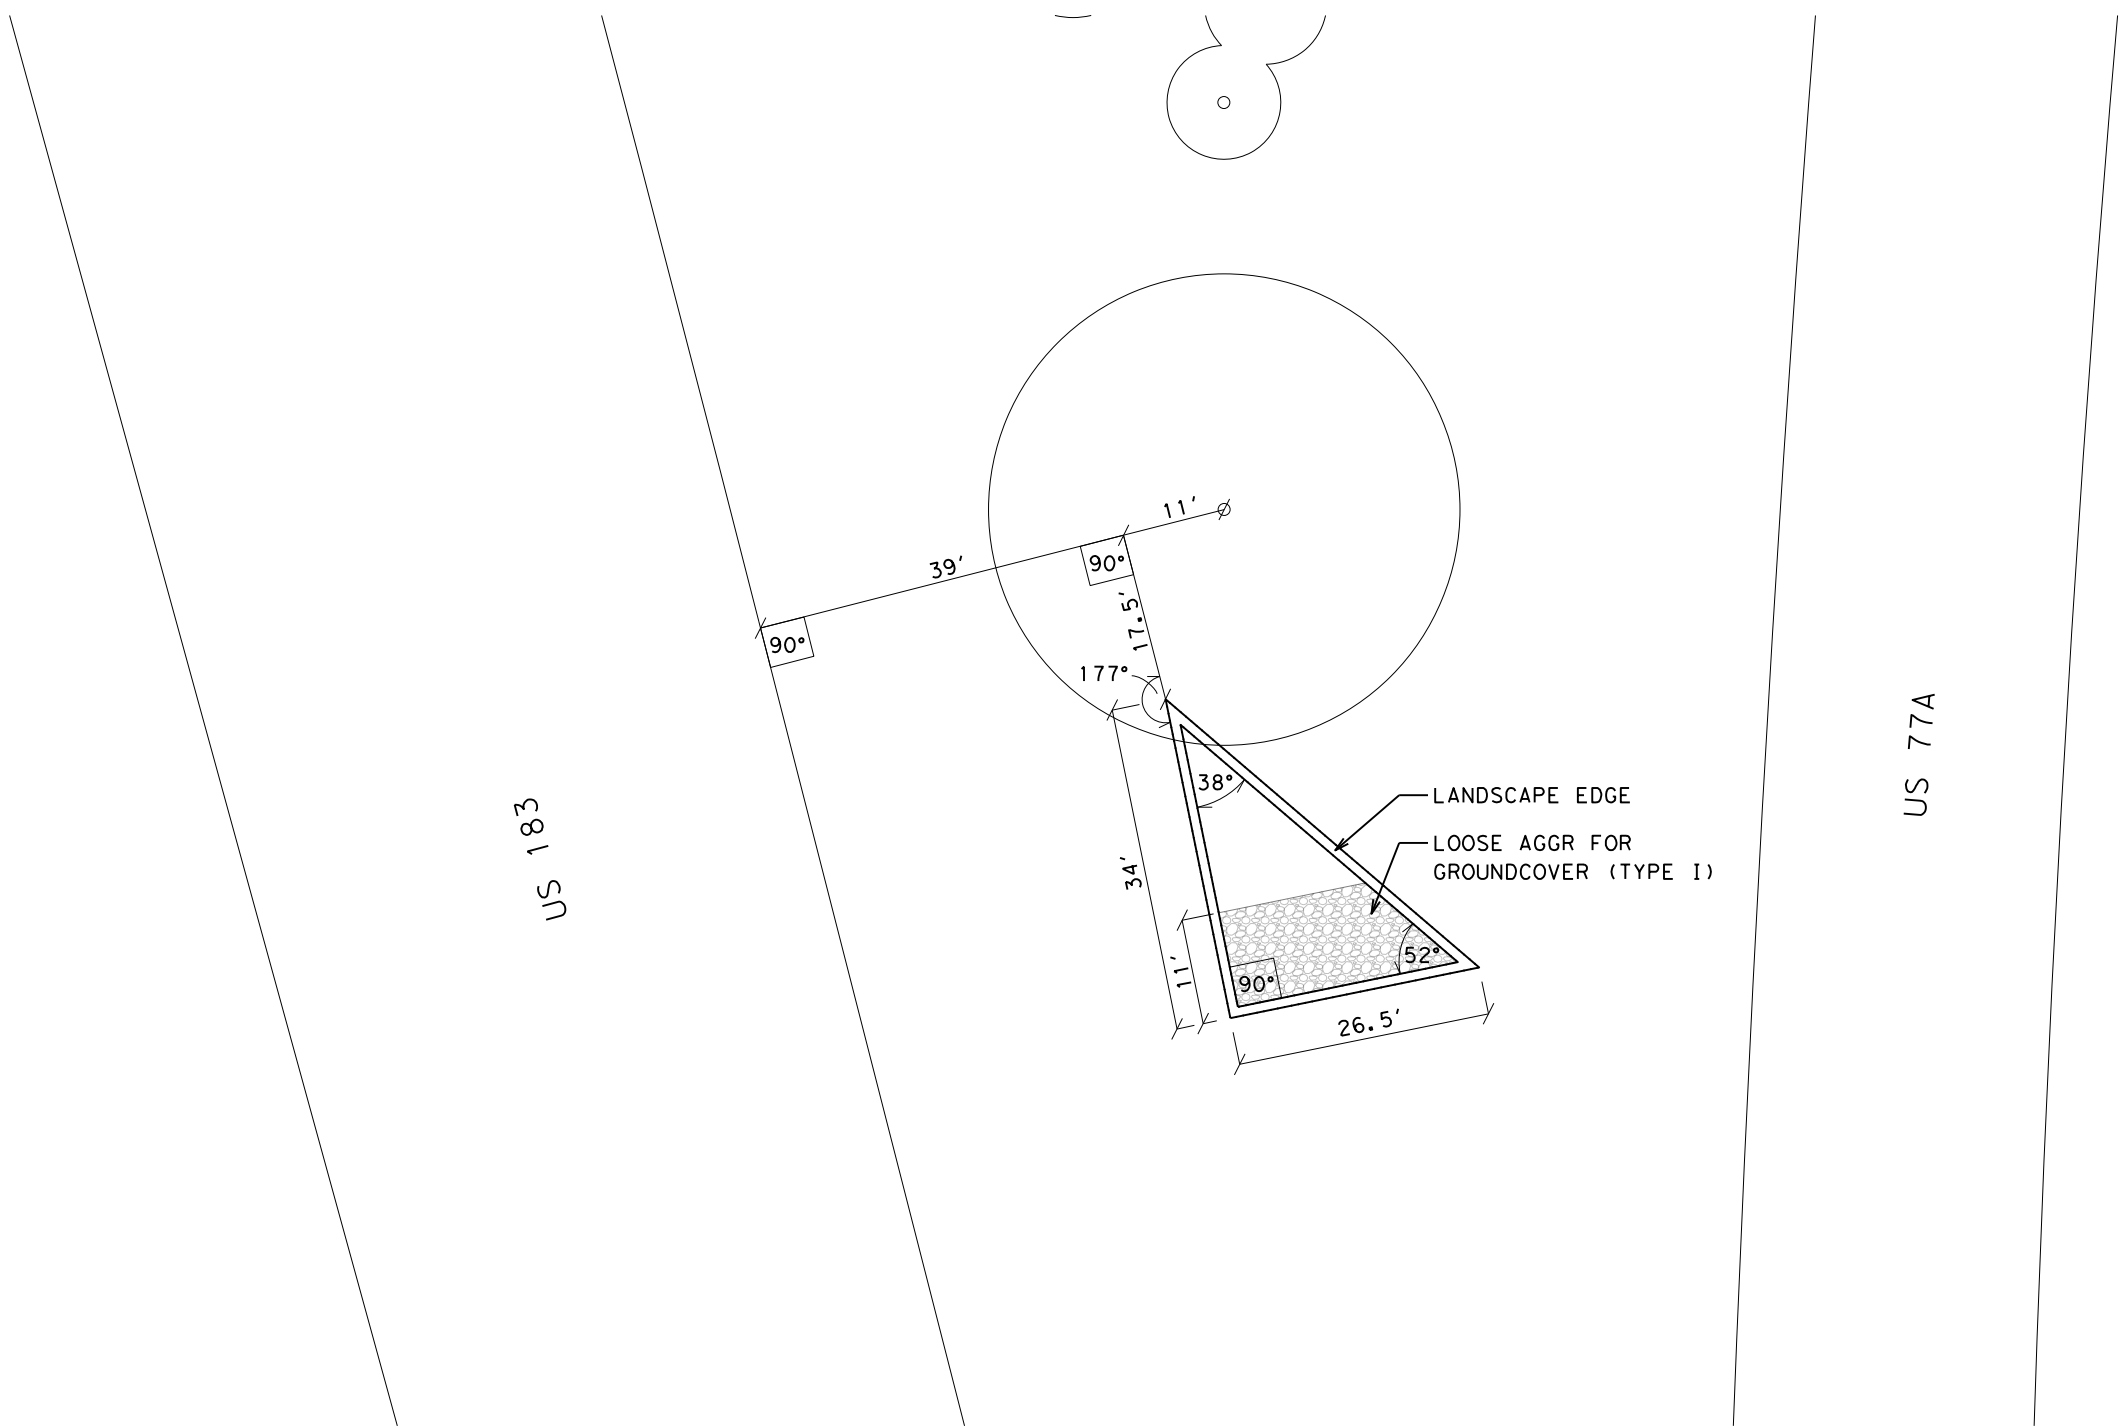 11'
39'
90°
90°
17.5'
177°
38°
LANDSCAPE EDGE
LOOSE AGGR FOR
GROUNDCOVER (TYPE I)
34'
11'
52°
90°
26.5'
US 183
US 77A